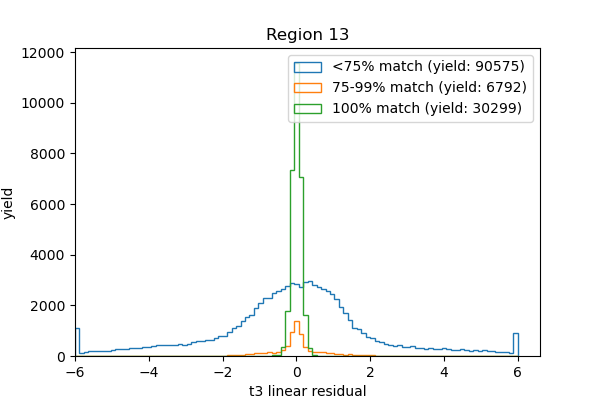 Region 13
12000
10000
8000
6000
4000
2000
0
yield
<75% match (yield: 90575)
75-99% match (yield: 6792)
100% match (yield: 30299)
−6 −4 −2 0 2 4 6
t3 linear residual